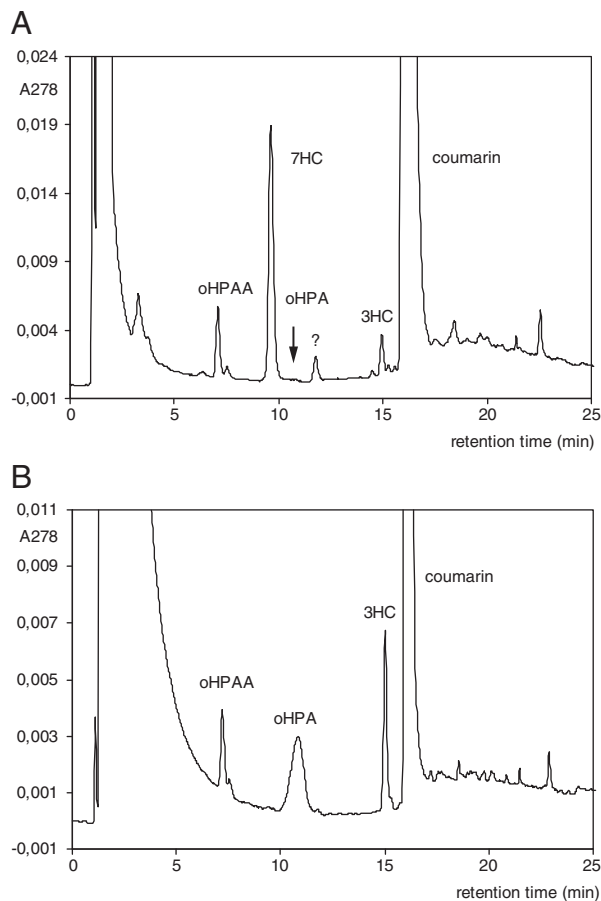 A
0,024
A278
0,019
7HC
coumarin
0,014
0,009
oHPAA
oHPA
3HC
0,004
?
-0,001
0 5 10 15 20 25
retention time (min)
B
0,011
A278
0,009
coumarin
0,007
3HC
0,005
oHPAA
oHPA
0,003
0,001
-0,001
0 5 10 15 20 25
retention time (min)